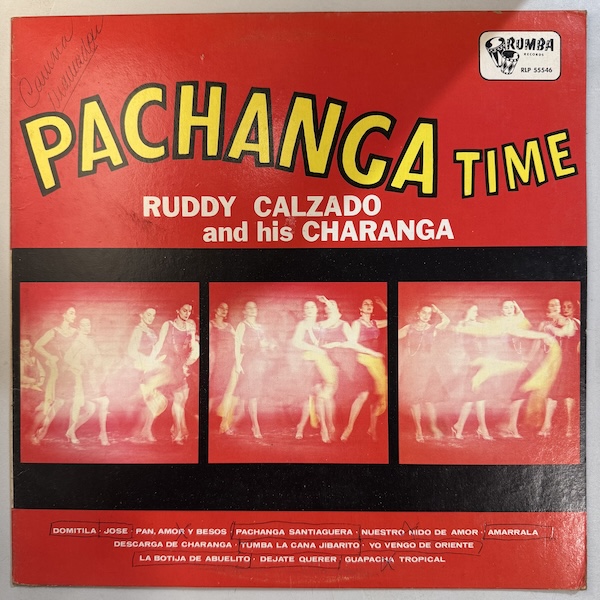 RUMBA
RECORDS
RLP 55546
PACHANGA TIME
RUDDY CALZADO
and his CHARANGA
DOMITILA · JOSE · PAN, AMOR Y BESOS · PACHANGA SANTIAGUERA · NUESTRO NIDO DE AMOR · AMARRALA
DESCARGA DE CHARANGA · TUMBA LA CANA JIBARITO · YO VENGO DE ORIENTE
LA BOTIJA DE ABUELITO · DEJATE QUERER · GUAPACHA TROPICAL